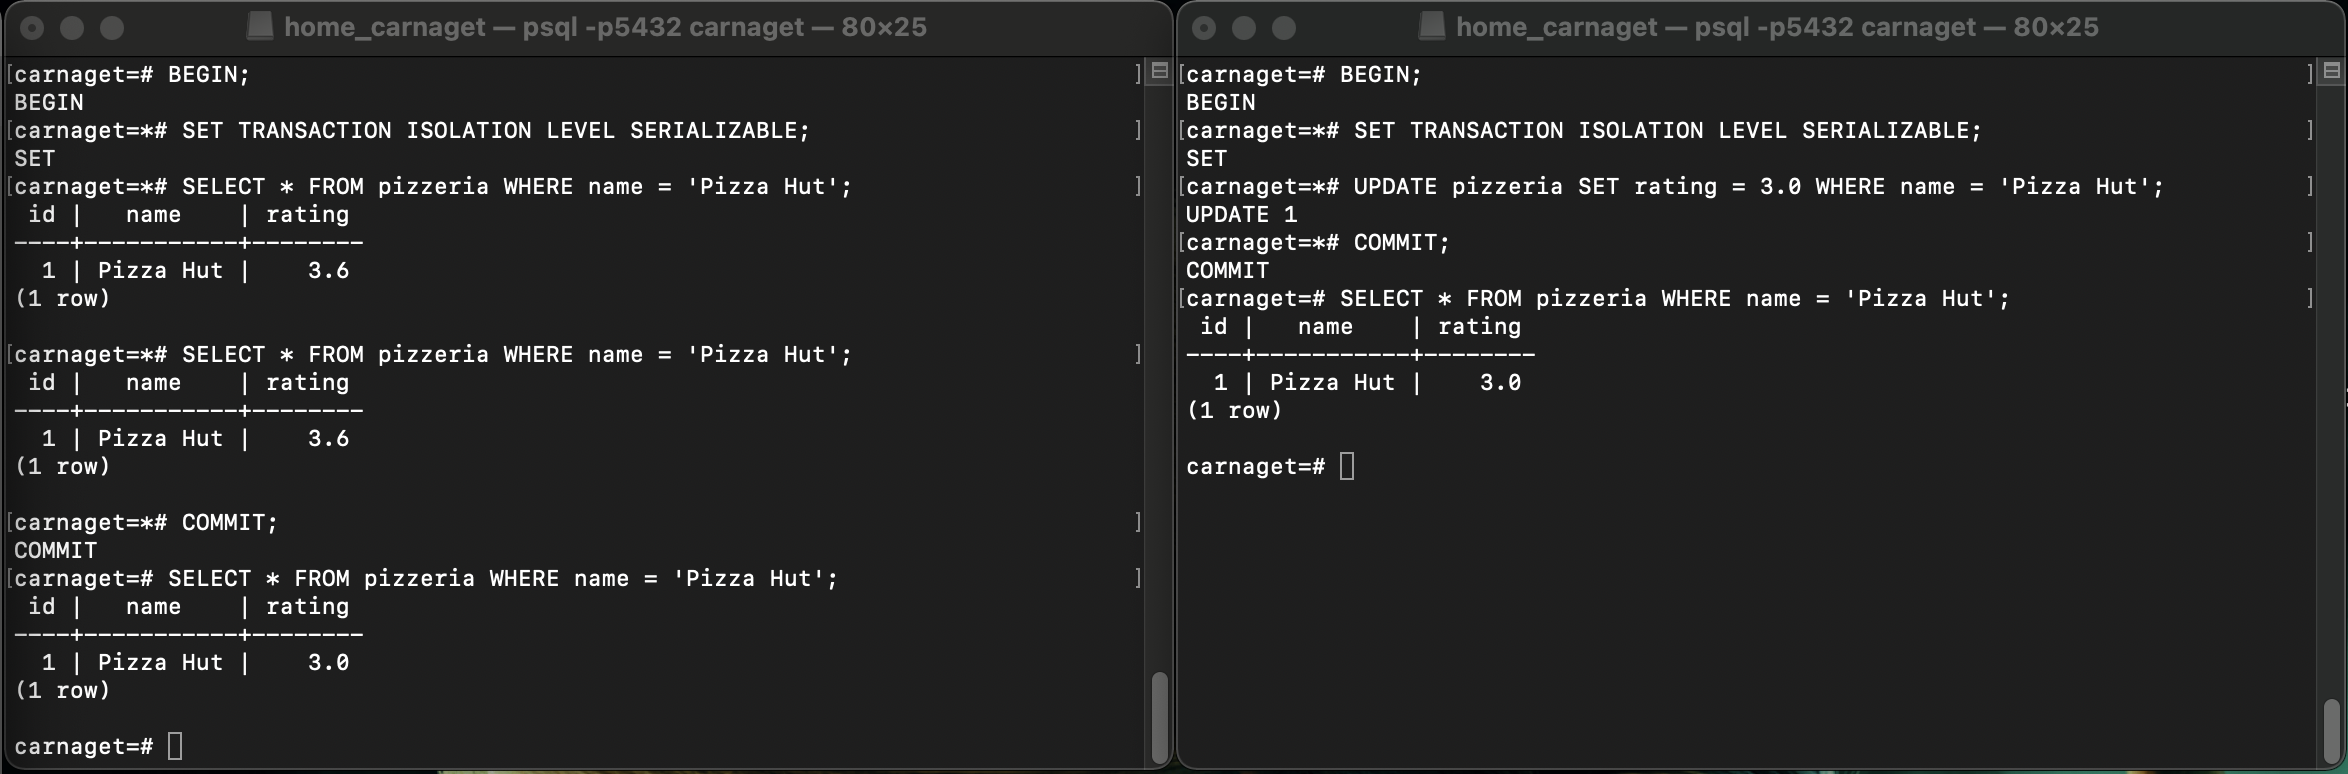 home_carnaget — psql -p5432 carnaget — 80×25
[carnaget=# BEGIN; ]
BEGIN
[carnaget=*# SET TRANSACTION ISOLATION LEVEL SERIALIZABLE; ]
SET
[carnaget=*# SELECT * FROM pizzeria WHERE name = 'Pizza Hut'; ]
 id |   name    | rating
----+-----------+--------
  1 | Pizza Hut |    3.6
(1 row)
[carnaget=*# SELECT * FROM pizzeria WHERE name = 'Pizza Hut'; ]
 id |   name    | rating
----+-----------+--------
  1 | Pizza Hut |    3.6
(1 row)
[carnaget=*# COMMIT; ]
COMMIT
[carnaget=# SELECT * FROM pizzeria WHERE name = 'Pizza Hut'; ]
 id |   name    | rating
----+-----------+--------
  1 | Pizza Hut |    3.0
(1 row)
carnaget=#
home_carnaget — psql -p5432 carnaget — 80×25
[carnaget=# BEGIN; ]
BEGIN
[carnaget=*# SET TRANSACTION ISOLATION LEVEL SERIALIZABLE; ]
SET
[carnaget=*# UPDATE pizzeria SET rating = 3.0 WHERE name = 'Pizza Hut'; ]
UPDATE 1
[carnaget=*# COMMIT; ]
COMMIT
[carnaget=# SELECT * FROM pizzeria WHERE name = 'Pizza Hut'; ]
 id |   name    | rating
----+-----------+--------
  1 | Pizza Hut |    3.0
(1 row)
carnaget=#